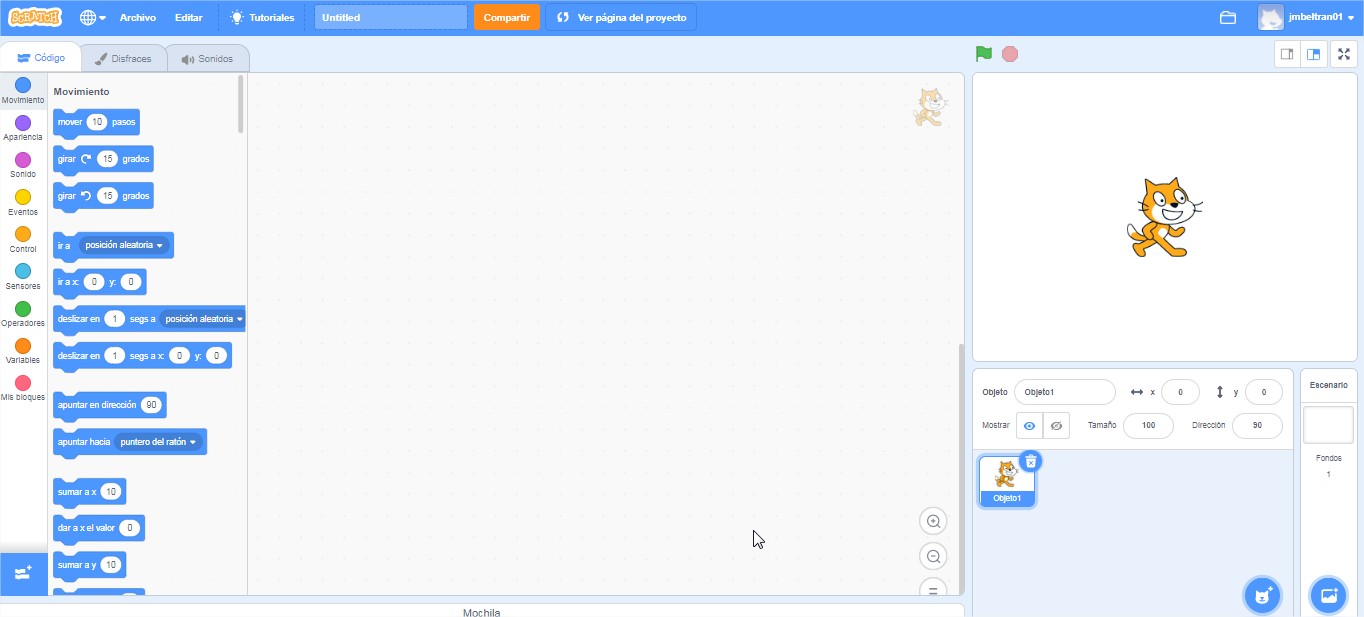 SCRATCH Archivo Editar Tutoriales Untitled Compartir Ver página del proyecto jmbeltran01
Código Disfraces Sonidos
Movimiento
Apariencia
Sonido
Eventos
Control
Sensores
Operadores
Variables
Mis bloques
Movimiento
mover 10 pasos
girar 15 grados
girar 15 grados
ir a posición aleatoria
ir a x: 0 y: 0
deslizar en 1 segs a posición aleatoria
deslizar en 1 segs a x: 0 y: 0
apuntar en dirección 90
apuntar hacia puntero del ratón
sumar a x 10
dar a x el valor 0
sumar a y 10
Mochila
Objeto Objeto1 x 0 y 0
Mostrar Tamaño 100 Dirección 90
Objeto1
Escenario
Fondos
1